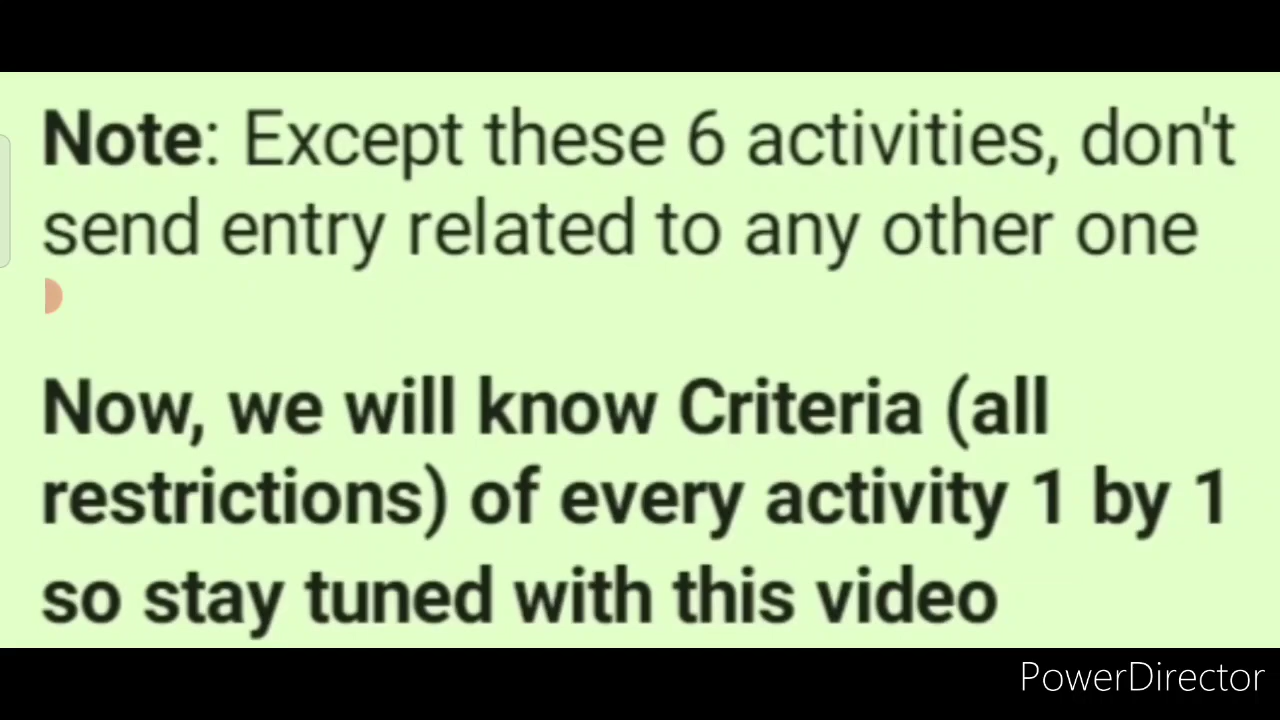 Note: Except these 6 activities, don't
send entry related to any other one
Now, we will know Criteria (all
restrictions) of every activity 1 by 1
so stay tuned with this video
PowerDirector